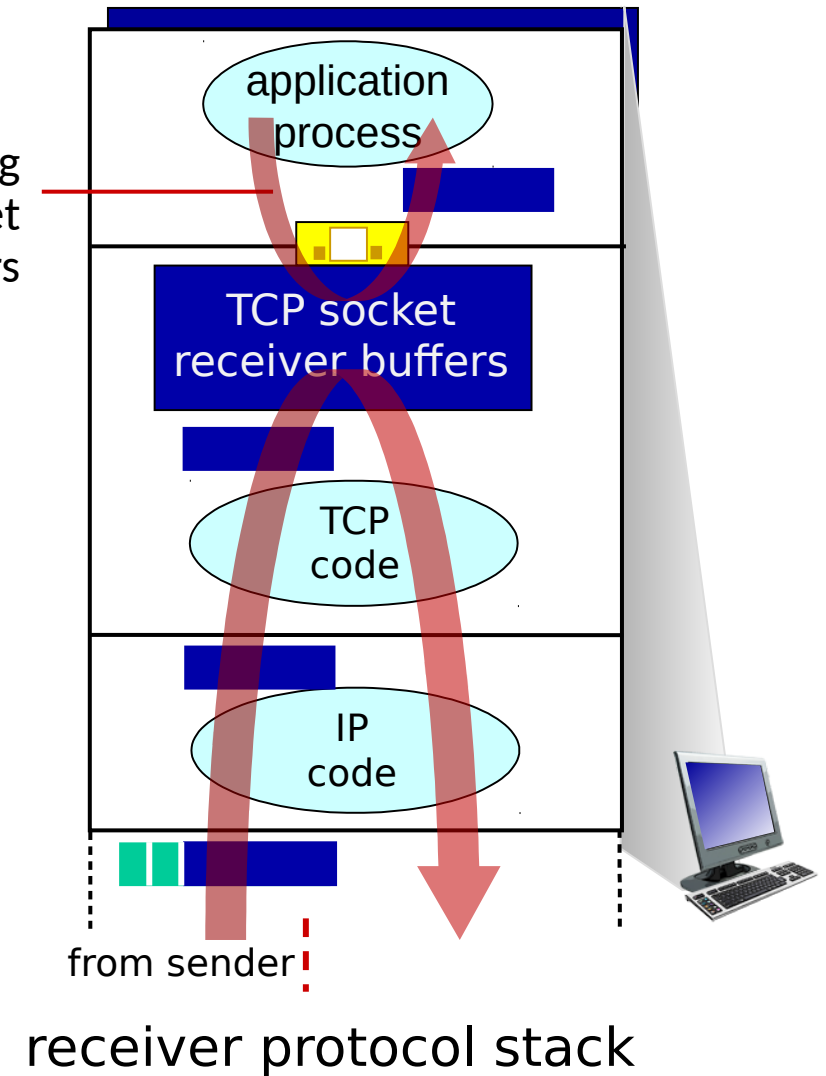 application
process
TCP socket
receiver buffers
TCP
code
IP
code
from sender
receiver protocol stack